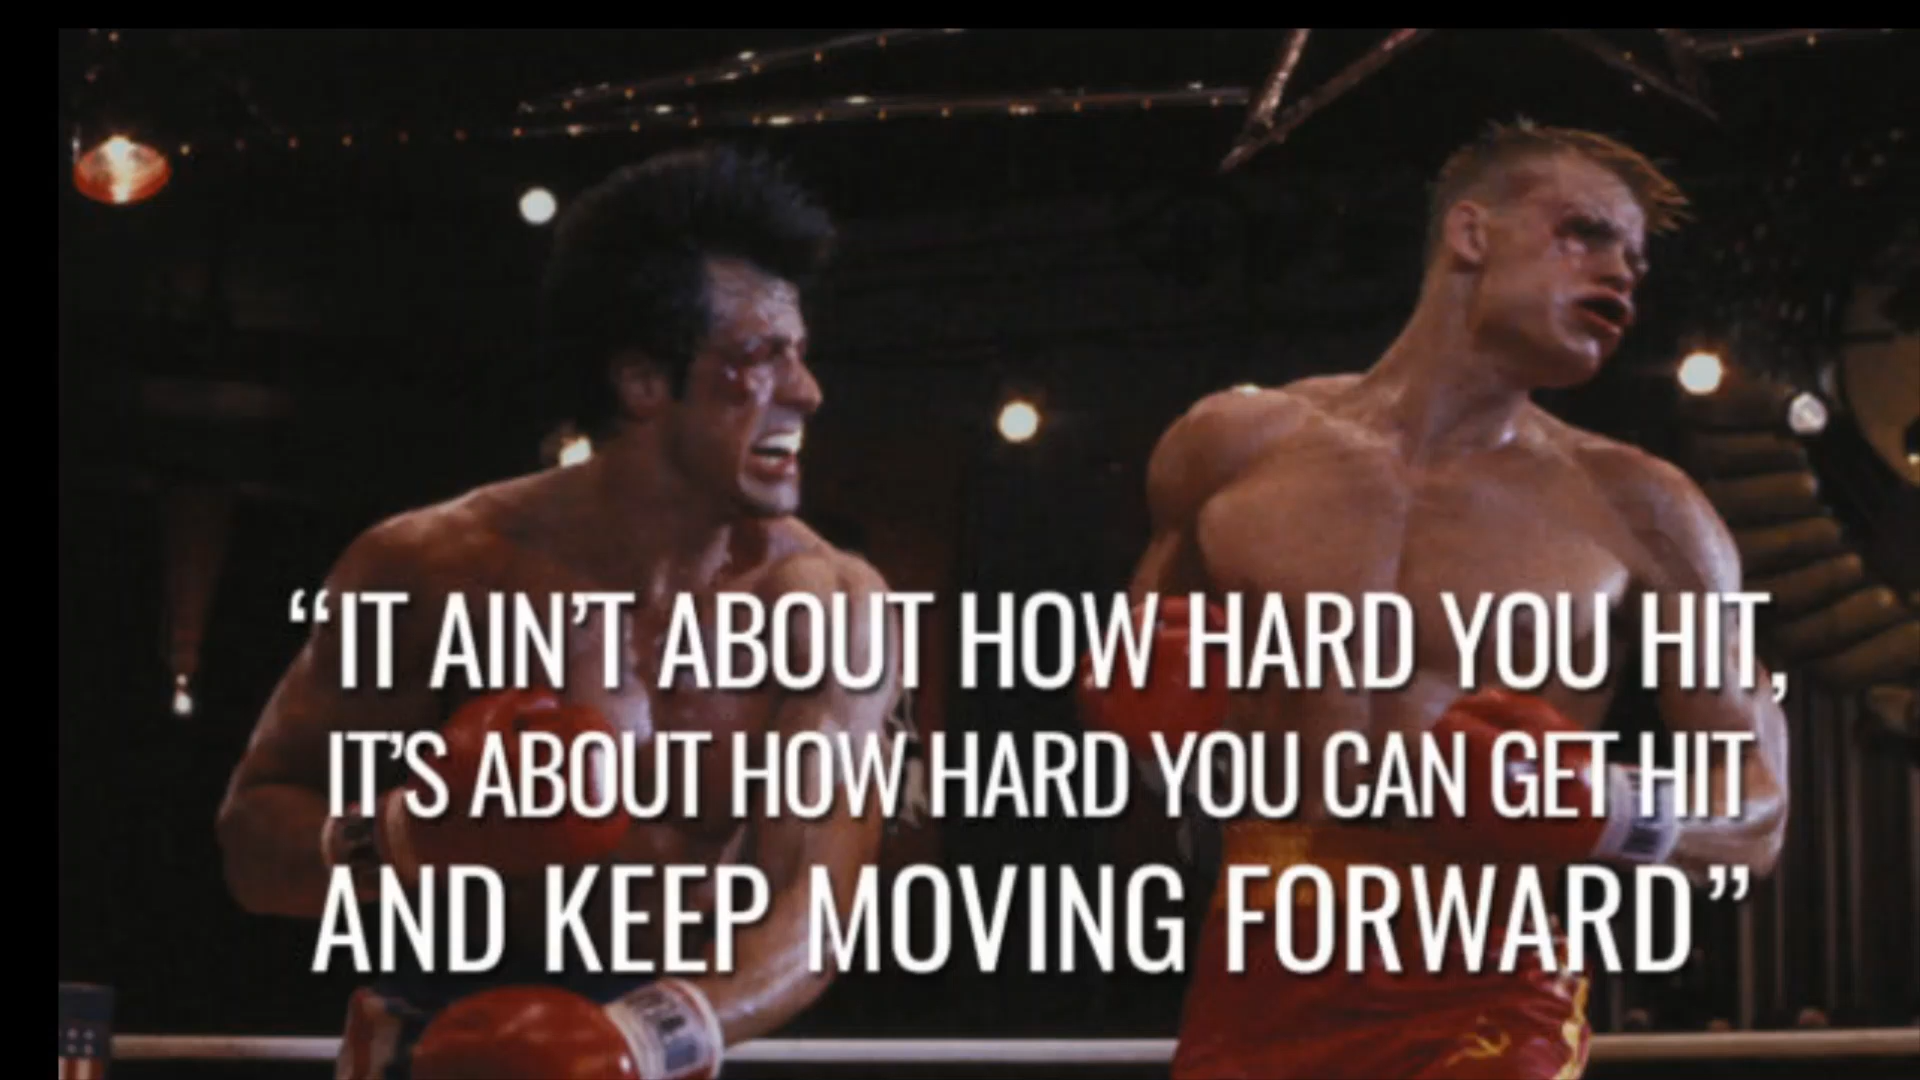 “IT AIN’T ABOUT HOW HARD YOU HIT,
IT’S ABOUT HOW HARD YOU CAN GET HIT
AND KEEP MOVING FORWARD”